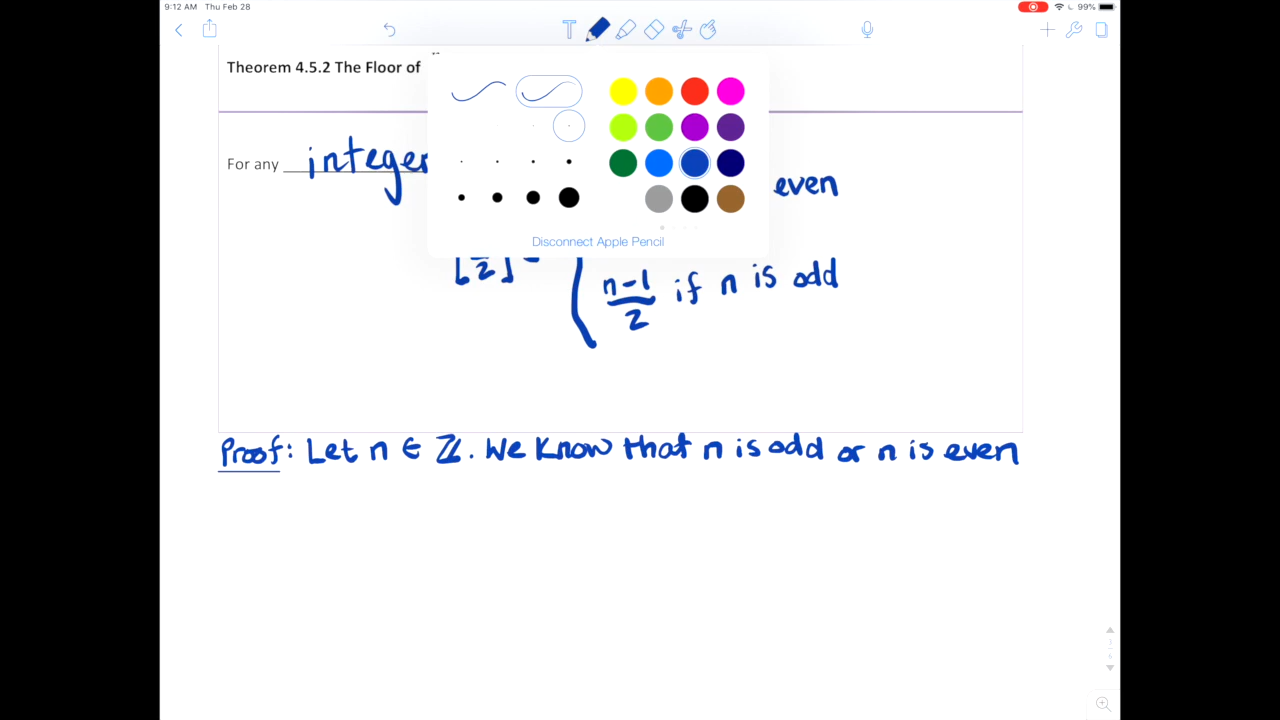 9:12 AM Thu Feb 28
99%
T
Theorem 4.5.2 The Floor of
For any integer
even
⌊ /2⌋
n-1/2 if n is odd
Disconnect Apple Pencil
Proof: Let n ∈ ℤ. We know that n is odd or n is even